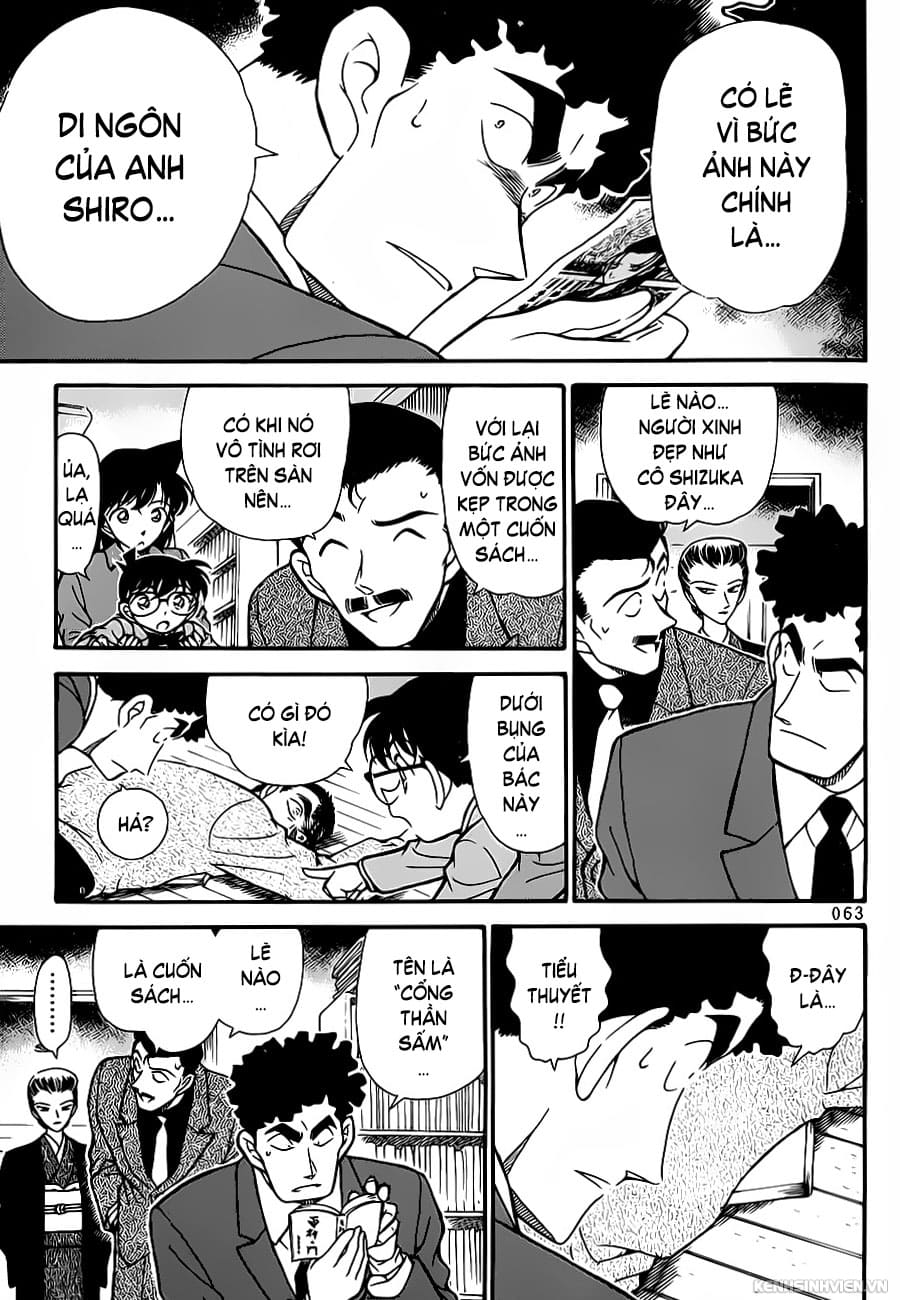 CÓ LẼ
VÌ BỨC
ẢNH NÀY
CHÍNH
LÀ...
DI NGÔN
CỦA ANH
SHIRO...
LẼ NÀO...
NGƯỜI XINH
ĐẸP NHƯ
CÔ SHIZUKA
ĐÂY...
VỚI LẠI
BỨC ẢNH
VỐN ĐƯỢC
KẸP TRONG
MỘT CUỐN
SÁCH...
CÓ KHI NÓ
VÔ TÌNH RƠI
TRÊN SÀN
NÊN...
ỦA,
LẠ
QUÁ
...
DƯỚI
BỤNG
CỦA
BÁC
NÀY
...
CÓ GÌ ĐÓ
KÌA!
HẢ?
063
Đ-ĐÂY
LÀ...
TIỂU
THUYẾT
!!
TÊN LÀ
"CỐNG
THẦN
SẤM"
...
LẼ
NÀO
...
LÀ CUỐN
SÁCH...
........
KENHSINHVIEN.VN